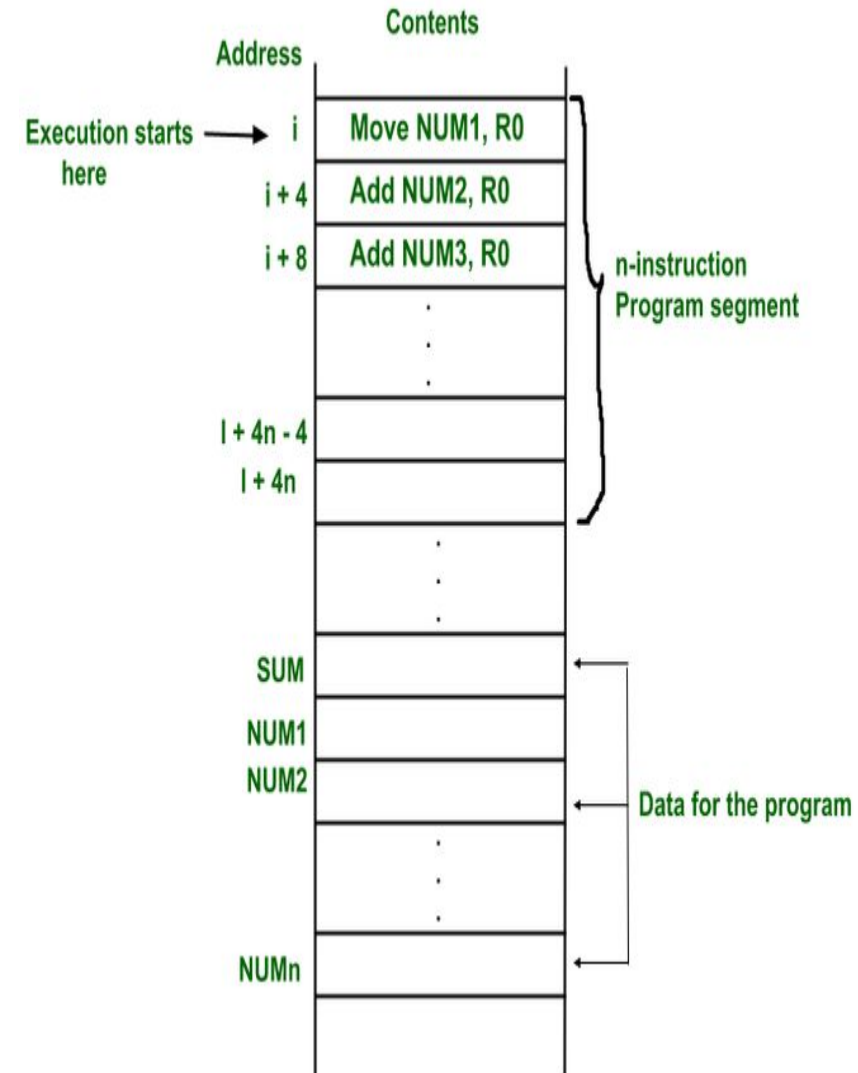 Contents
Address
Execution starts
here
i
Move NUM1, R0
i + 4
Add NUM2, R0
i + 8
Add NUM3, R0
n-instruction
Program segment
I + 4n - 4
I + 4n
SUM
NUM1
NUM2
Data for the program
NUMn